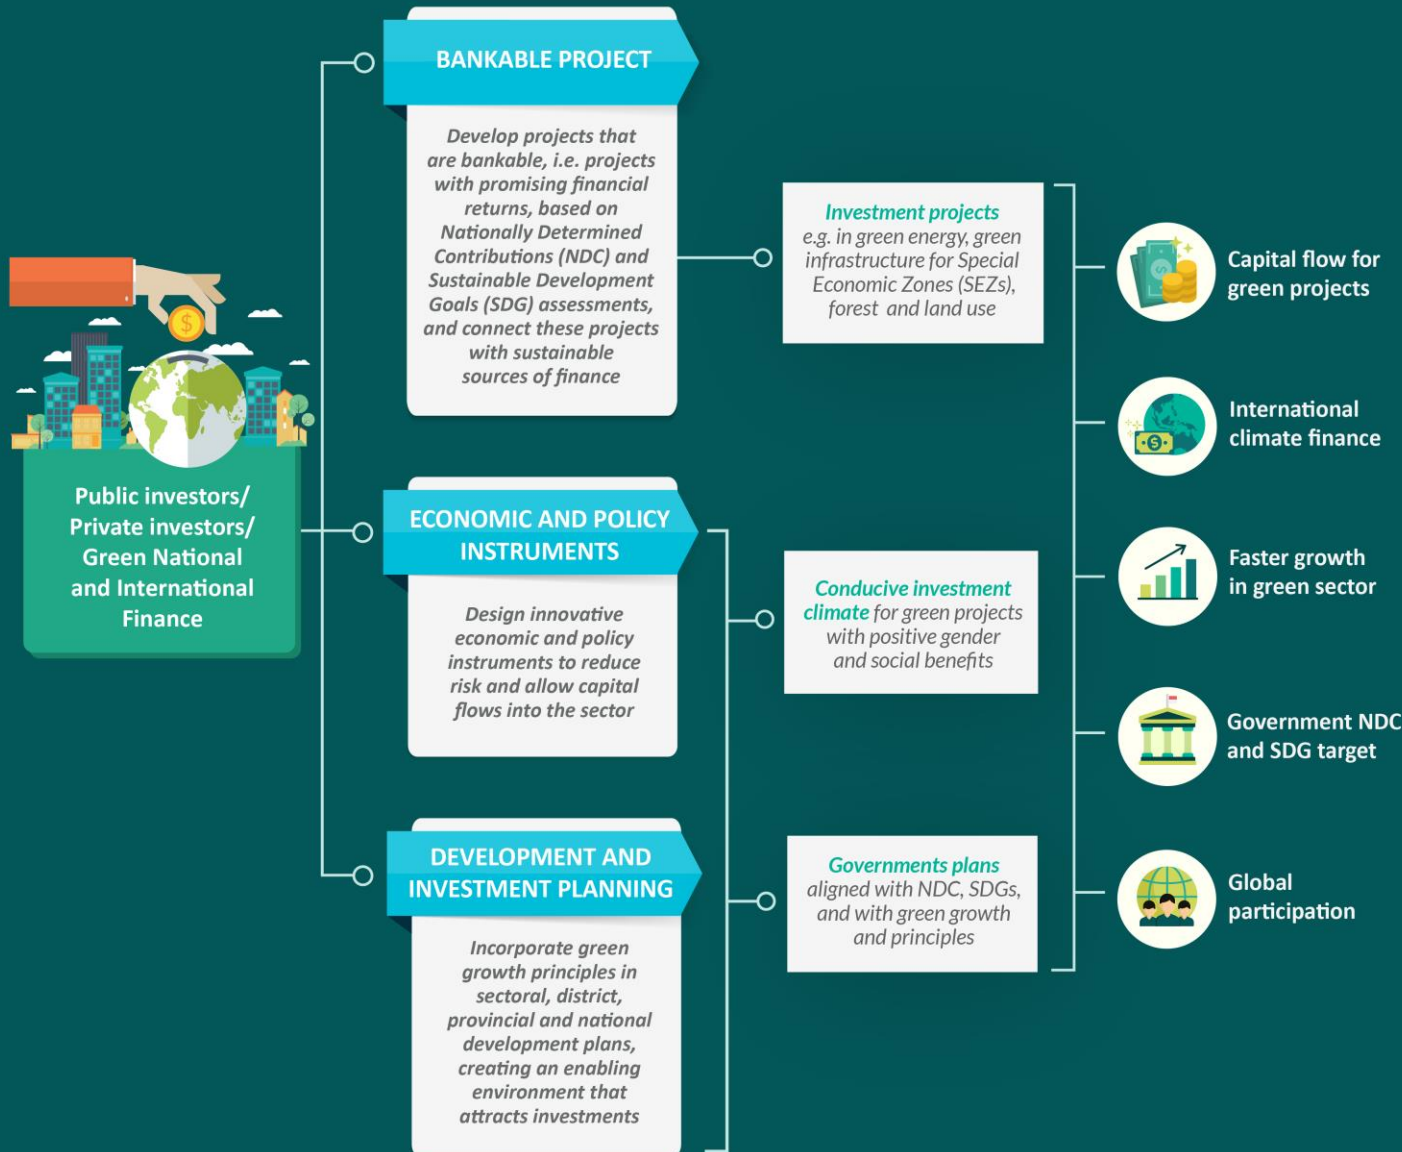 Public investors/
Private investors/
Green National
and International
Finance
BANKABLE PROJECT
Develop projects that
are bankable, i.e. projects
with promising financial
returns, based on
Nationally Determined
Contributions (NDC) and
Sustainable Development
Goals (SDG) assessments,
and connect these projects
with sustainable
sources of finance
ECONOMIC AND POLICY
INSTRUMENTS
Design innovative
economic and policy
instruments to reduce
risk and allow capital
flows into the sector
DEVELOPMENT AND
INVESTMENT PLANNING
Incorporate green
growth principles in
sectoral, district,
provincial and national
development plans,
creating an enabling
environment that
attracts investments
Investment projects
e.g. in green energy, green
infrastructure for Special
Economic Zones (SEZs),
forest and land use
Conducive investment
climate for green projects
with positive gender
and social benefits
Governments plans
aligned with NDC, SDGs,
and with green growth
and principles
Capital flow for
green projects
International
climate finance
Faster growth
in green sector
Government NDC
and SDG target
Global
participation